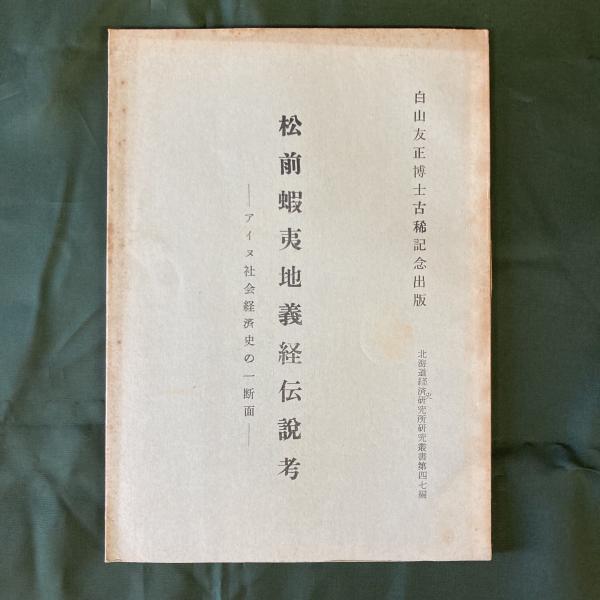 白山友正博士古稀記念出版
北海道経済史研究所研究叢書第四七編
松前蝦夷地義経伝説考
——アイヌ社会経済史の一断面——